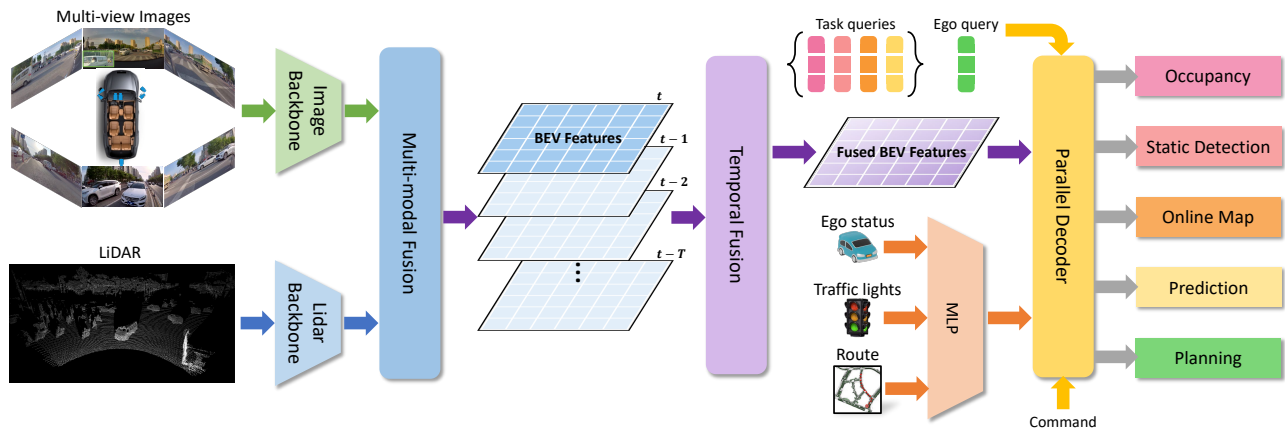 Multi-view Images
Image Backbone
LiDAR
Lidar Backbone
Multi-modal Fusion
t
BEV Features
t − 1
t − 2
t − T
Temporal Fusion
Task queries
Ego query
Fused BEV Features
Ego status
Traffic lights
Route
MLP
Parallel Decoder
Command
Occupancy
Static Detection
Online Map
Prediction
Planning